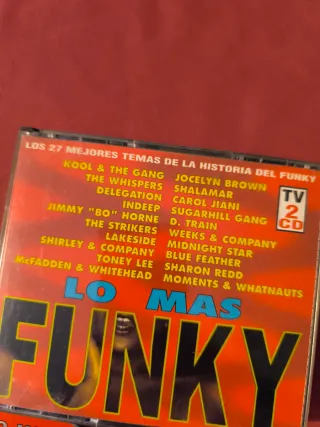 LOS 27 MEJORES TEMAS DE LA HISTORIA DEL FUNKY
KOOL & THE GANG
THE WHISPERS
DELEGATION
INDEEP
JIMMY "BO" HORNE
THE STRIKERS
LAKESIDE
SHIRLEY & COMPANY
TONEY LEE
McFADDEN & WHITEHEAD
JOCELYN BROWN
SHALAMAR
CAROL JIANI
SUGARHILL GANG
D. TRAIN
WEEKS & COMPANY
MIDNIGHT STAR
BLUE FEATHER
SHARON REDD
MOMENTS & WHATNAUTS
TV
2
CD
LO MAS
FUNKY